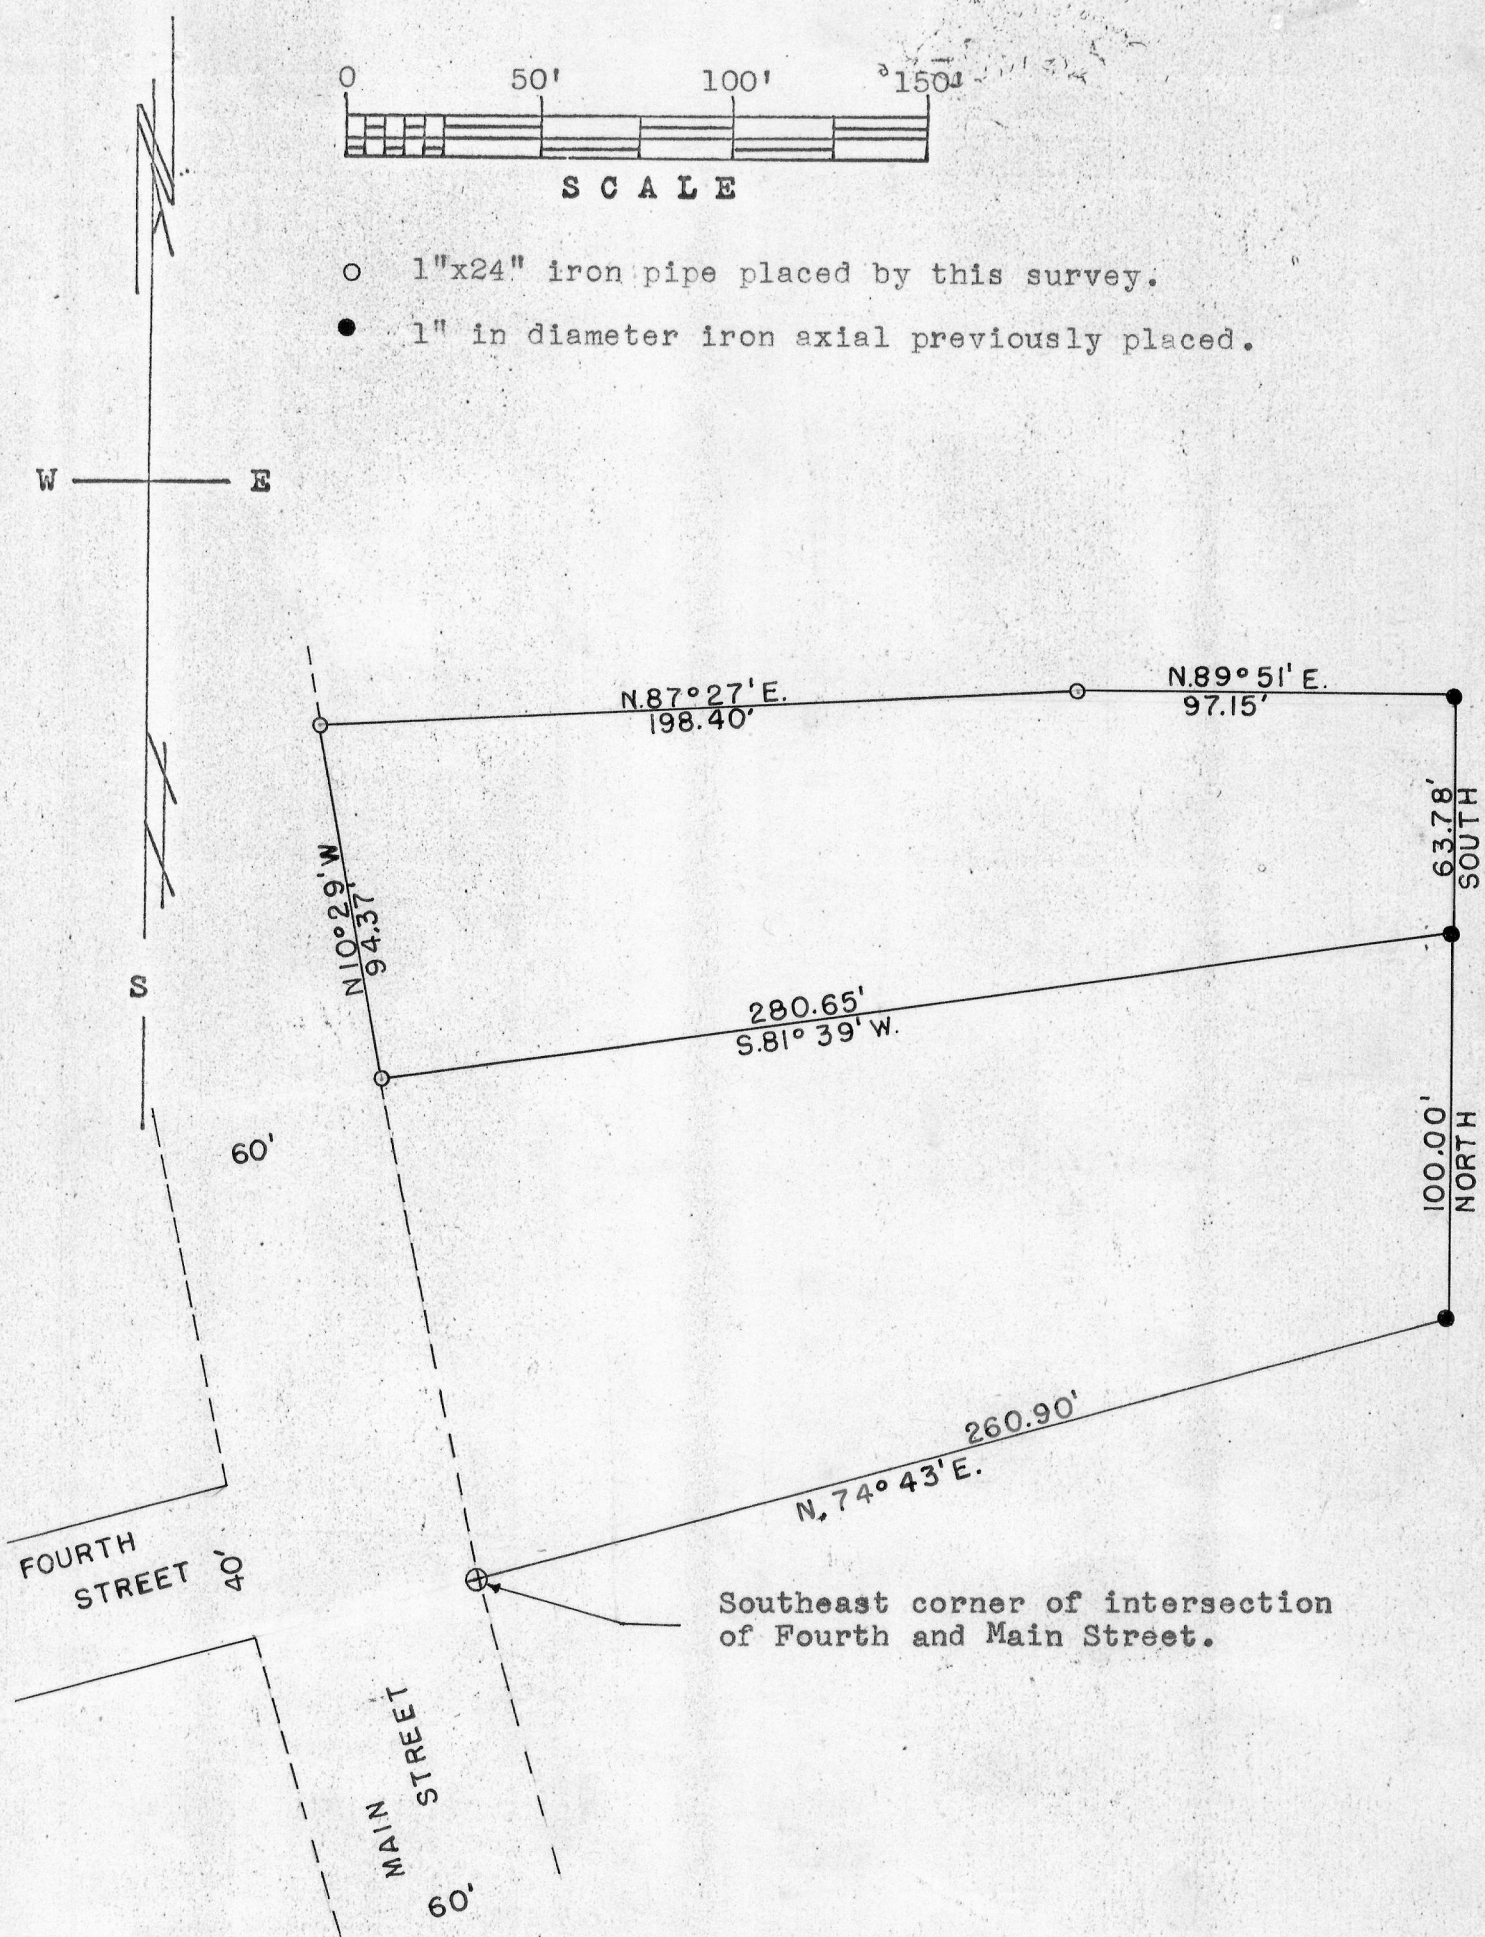 0 50' 100' 150'
SCALE
1"x24" iron pipe placed by this survey.
1" in diameter iron axial previously placed.
W E
S
N.87°27'E.
198.40'
N.89°51'E.
97.15'
63.78'
SOUTH
N10°29'W
94.37'
280.65'
S.81°39'W.
100.00'
NORTH
60'
260.90'
N.74°43'E.
FOURTH
STREET
40'
Southeast corner of intersection
of Fourth and Main Street.
MAIN
STREET
60'